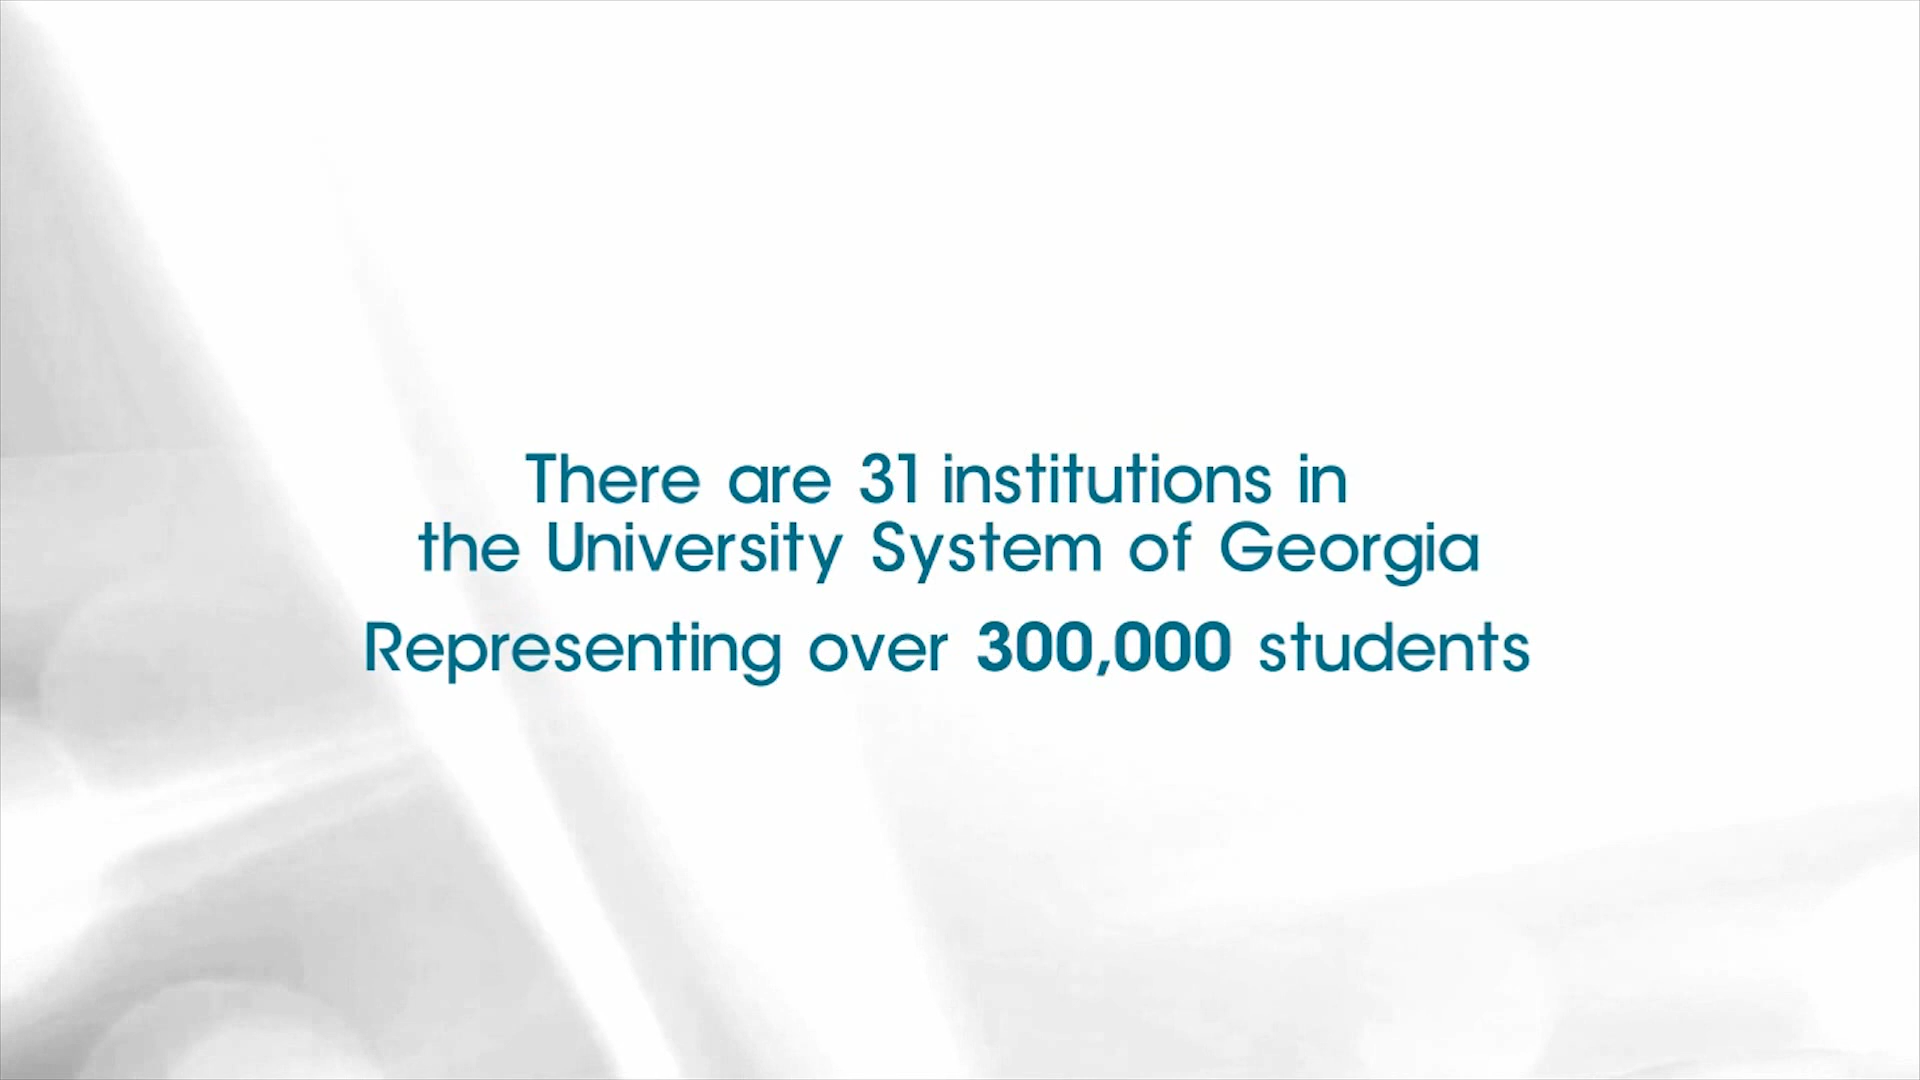 There are 31 institutions in
the University System of Georgia
Representing over 300,000 students